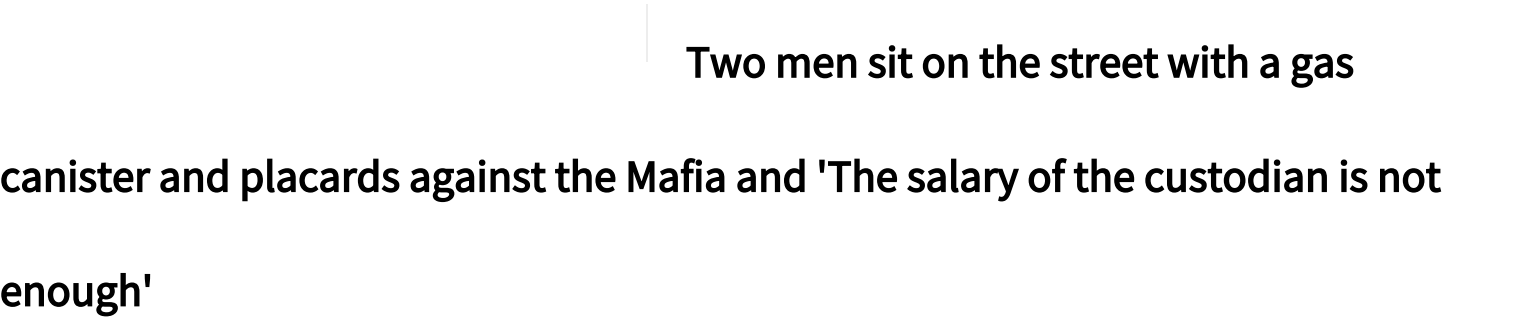 Two men sit on the street with a gas
canister and placards against the Mafia and 'The salary of the custodian is not
enough'